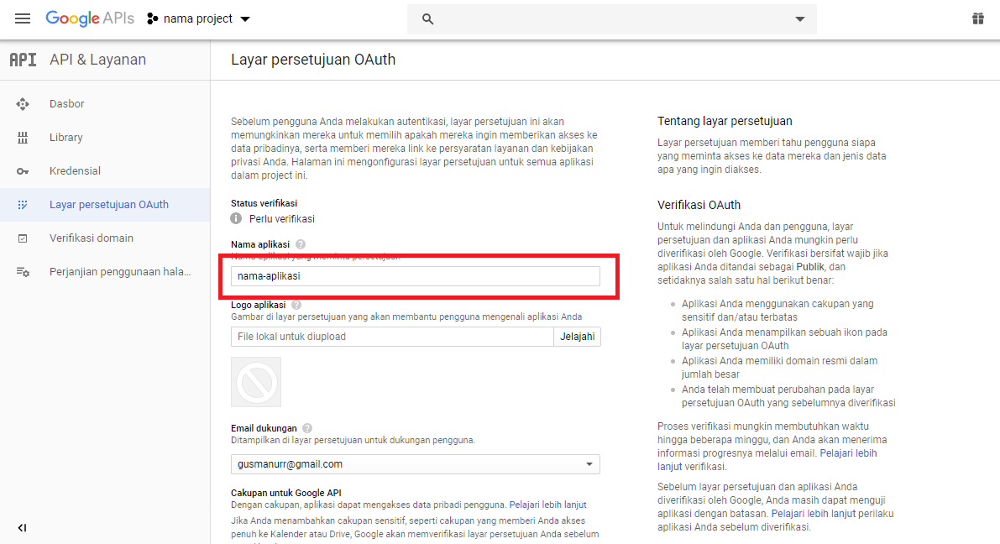 Google APIs
nama project
API API & Layanan
Dasbor
Library
Kredensial
Layar persetujuan OAuth
Verifikasi domain
Perjanjian penggunaan hala...
Layar persetujuan OAuth
Sebelum pengguna Anda melakukan autentikasi, layar persetujuan ini akan
memungkinkan mereka untuk memilih apakah mereka ingin memberikan akses ke
data pribadinya, serta memberi mereka link ke persyaratan layanan dan kebijakan
privasi Anda. Halaman ini mengonfigurasi layar persetujuan untuk semua aplikasi
dalam project ini.
Status verifikasi
Perlu verifikasi
Nama aplikasi
Nama aplikasi yang meminta persetujuan
nama-aplikasi
Logo aplikasi
Gambar di layar persetujuan yang akan membantu pengguna mengenali aplikasi Anda
File lokal untuk diupload
Jelajahi
Email dukungan
Ditampilkan di layar persetujuan untuk dukungan pengguna.
gusmanurr@gmail.com
Cakupan untuk Google API
Dengan cakupan, aplikasi dapat mengakses data pribadi pengguna. Pelajari lebih lanjut
Jika Anda menambahkan cakupan sensitif, seperti cakupan yang memberi Anda akses
penuh ke Kalender atau Drive, Google akan memverifikasi layar persetujuan Anda sebelum
Tentang layar persetujuan
Layar persetujuan memberi tahu pengguna siapa
yang meminta akses ke data mereka dan jenis data
apa yang ingin diakses.
Verifikasi OAuth
Untuk melindungi Anda dan pengguna, layar
persetujuan dan aplikasi Anda mungkin perlu
diverifikasi oleh Google. Verifikasi bersifat wajib jika
aplikasi Anda ditandai sebagai Publik, dan
setidaknya salah satu hal berikut benar:
Aplikasi Anda menggunakan cakupan yang
sensitif dan/atau terbatas
Aplikasi Anda menampilkan sebuah ikon pada
layar persetujuan OAuth
Aplikasi Anda memiliki domain resmi dalam
jumlah besar
Anda telah membuat perubahan pada layar
persetujuan OAuth yang sebelumnya diverifikasi
Proses verifikasi mungkin membutuhkan waktu
hingga beberapa minggu, dan Anda akan menerima
informasi progresnya melalui email. Pelajari lebih
lanjut verifikasi.
Sebelum layar persetujuan dan aplikasi Anda
diverifikasi oleh Google, Anda masih dapat menguji
aplikasi dengan batasan. Pelajari lebih lanjut perilaku
aplikasi Anda sebelum diverifikasi.